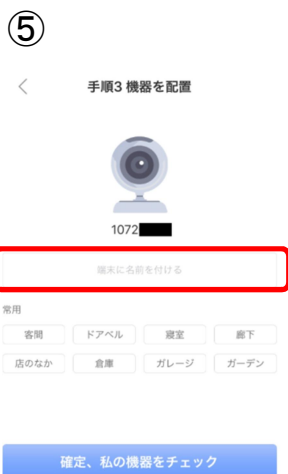 ⑤
手順3 機器を配置
1072
端末に名前を付ける
常用
客間 ドアベル 寝室 廊下
店のなか 倉庫 ガレージ ガーデン
確定、私の機器をチェック